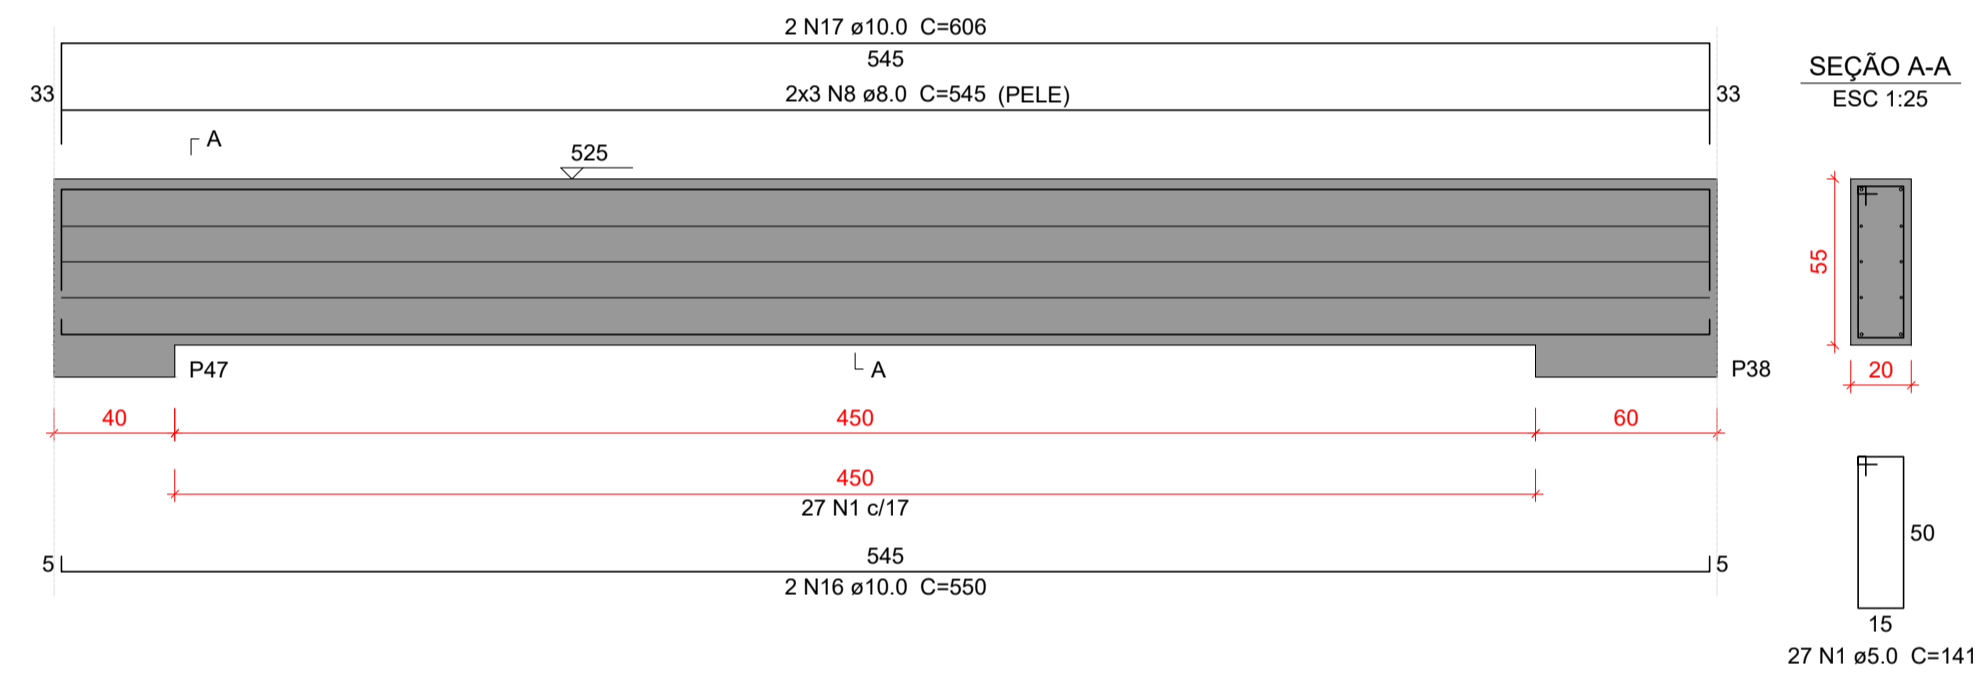 2 N17 ø10.0 C=606
545
2x3 N8 ø8.0 C=545 (PELE)
33
33
SEÇÃO A-A
ESC 1:25
A
525
55
20
P47
A
P38
40
450
60
450
27 N1 c/17
5
545
5
2 N16 ø10.0 C=550
50
15
27 N1 ø5.0 C=141